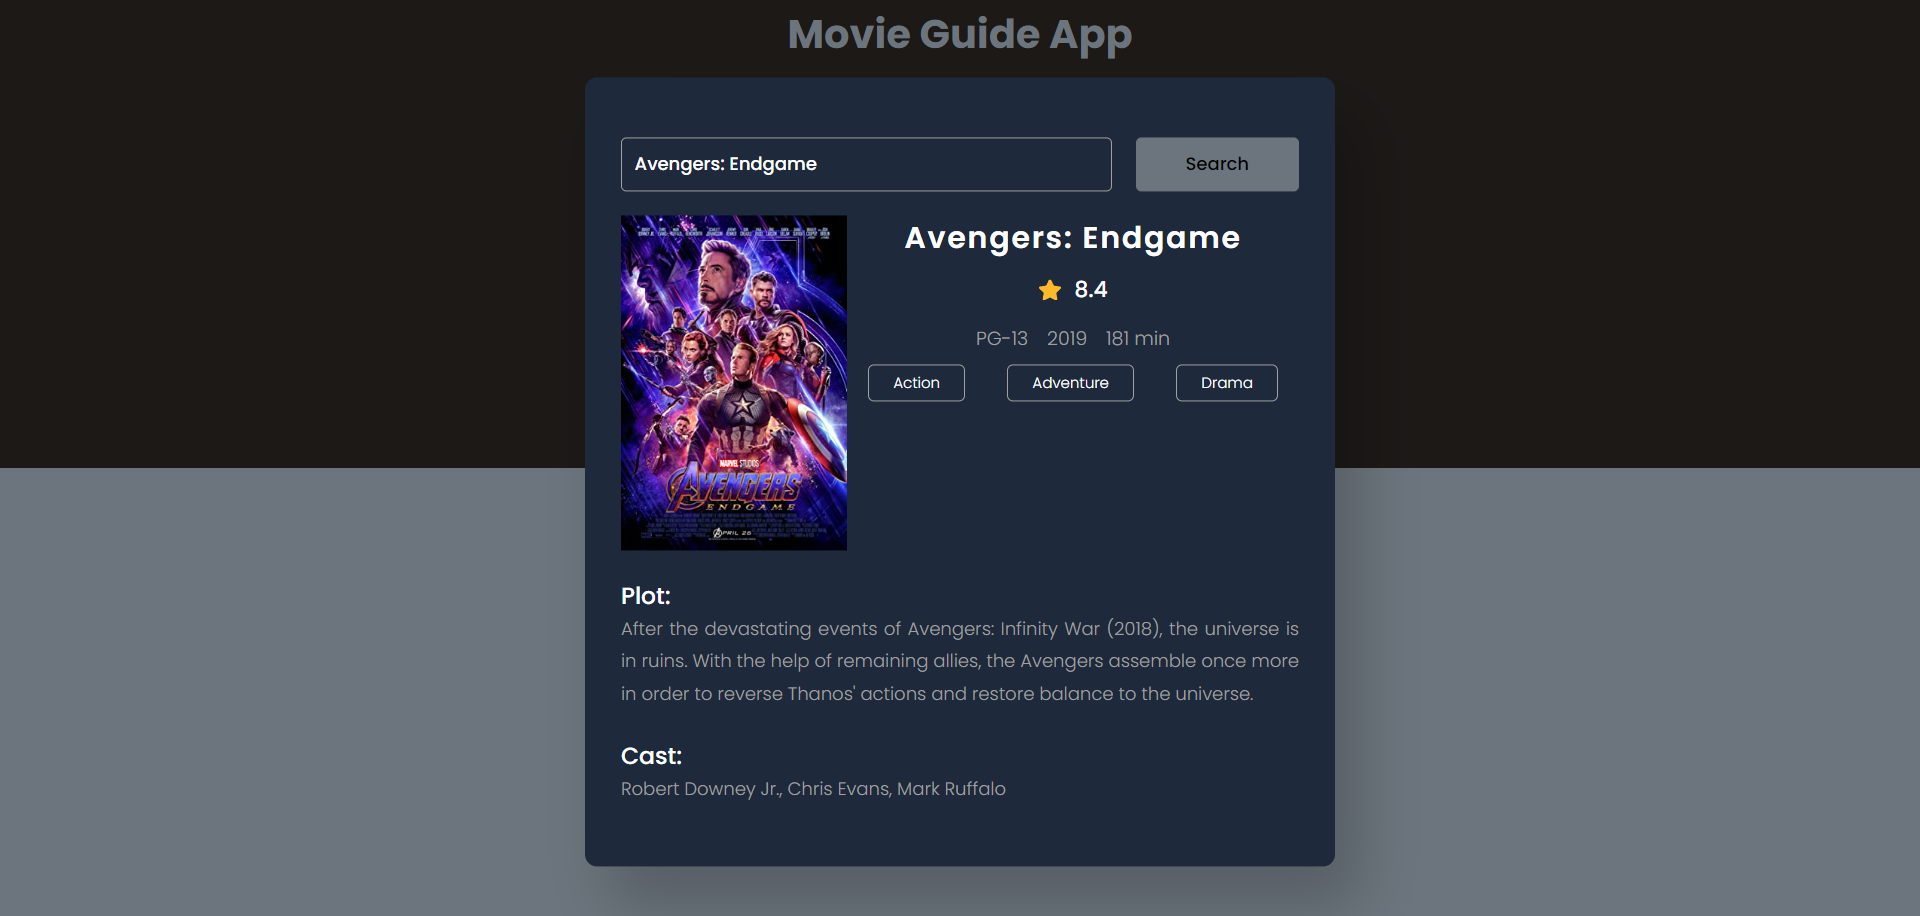 Movie Guide App
Avengers: Endgame
Search
MARVEL STUDIOS
AVENGERS
ENDGAME
APRIL 26
Avengers: Endgame
8.4
PG-13 2019 181 min
Action Adventure Drama
Plot:
After the devastating events of Avengers: Infinity War (2018), the universe is
in ruins. With the help of remaining allies, the Avengers assemble once more
in order to reverse Thanos' actions and restore balance to the universe.
Cast:
Robert Downey Jr., Chris Evans, Mark Ruffalo